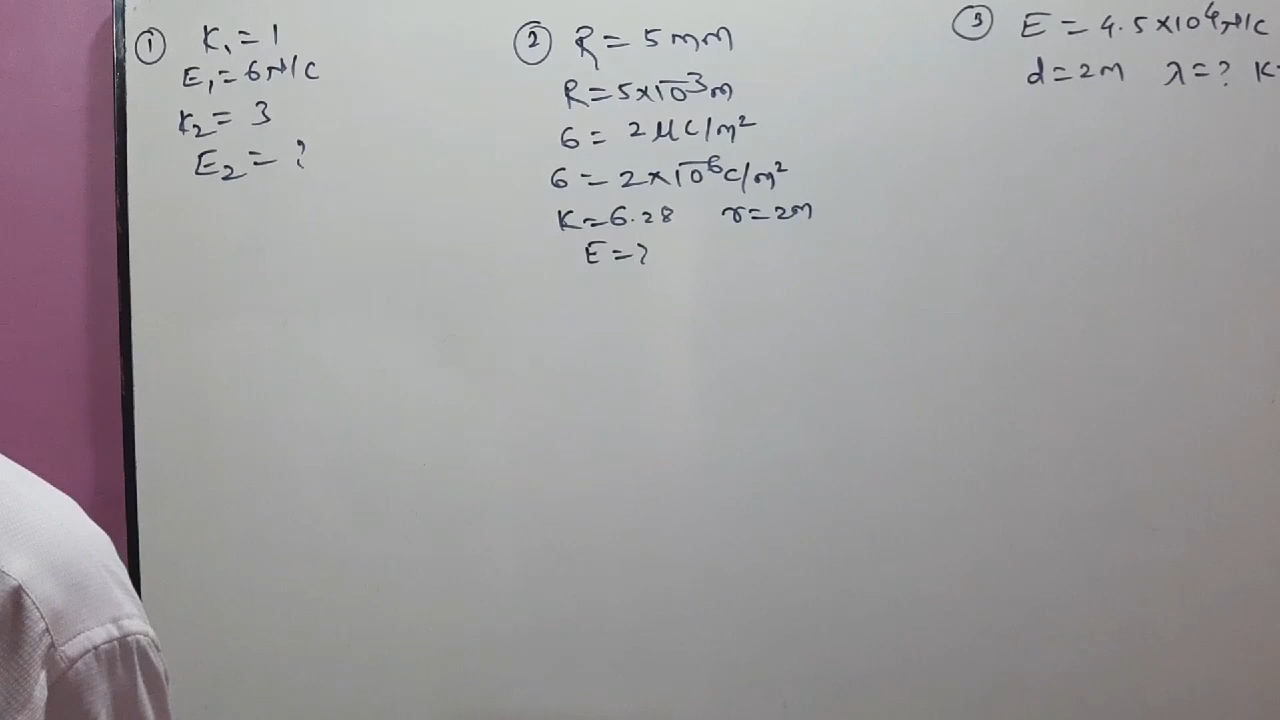 ① K₁ = 1
E₁ = 6 N/C
K₂ = 3
E₂ = ?
② R = 5 mm
R = 5×10⁻³ m
σ = 2 μC/m²
σ = 2×10⁻⁶ C/m²
K = 6.28 r = 2m
E = ?
③ E = 4.5×10⁴ N/C
d = 2m λ = ? K